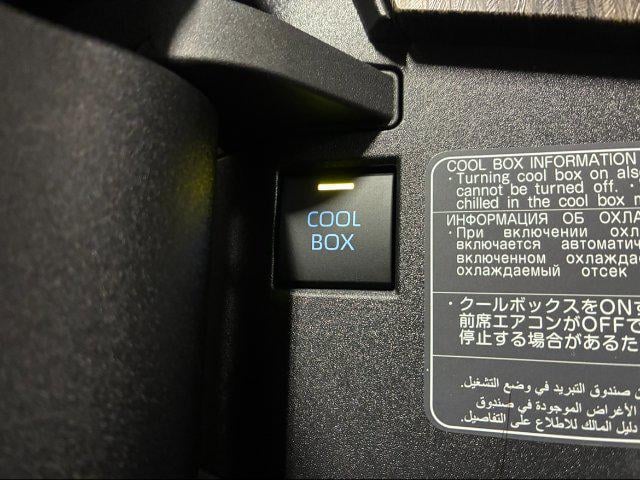 COOL
BOX
COOL BOX INFORMATION
・Turning cool box on also
cannot be turned off. ・
chilled in the cool box m
ИНФОРМАЦИЯ ОБ ОХЛА
・При включении охл
включается автоматич
включенном охлажда
охлаждаемый отсек
・クールボックスをONす
前席エアコンがOFFで
停止する場合があるため
ن صندوق التبريد في وضع التشغيل.
الأغراض الموجودة في صندوق
دليل المالك للاطلاع على التفاصيل.